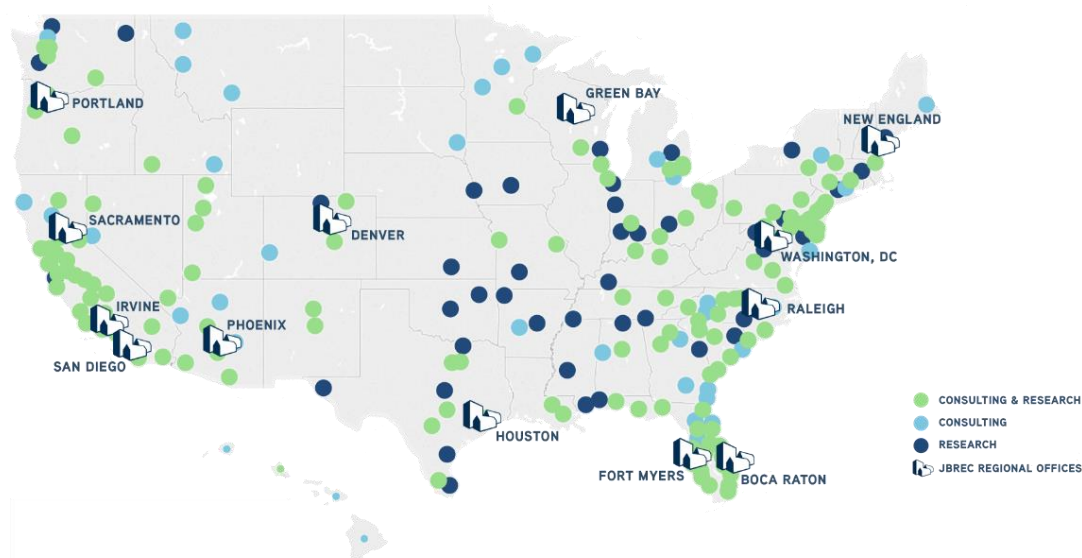 GREEN BAY
PORTLAND
NEW ENGLAND
SACRAMENTO
DENVER
WASHINGTON, DC
IRVINE
RALEIGH
PHOENIX
SAN DIEGO
CONSULTING & RESEARCH
CONSULTING
HOUSTON
RESEARCH
FORT MYERS
JBREC REGIONAL OFFICES
BOCA RATON